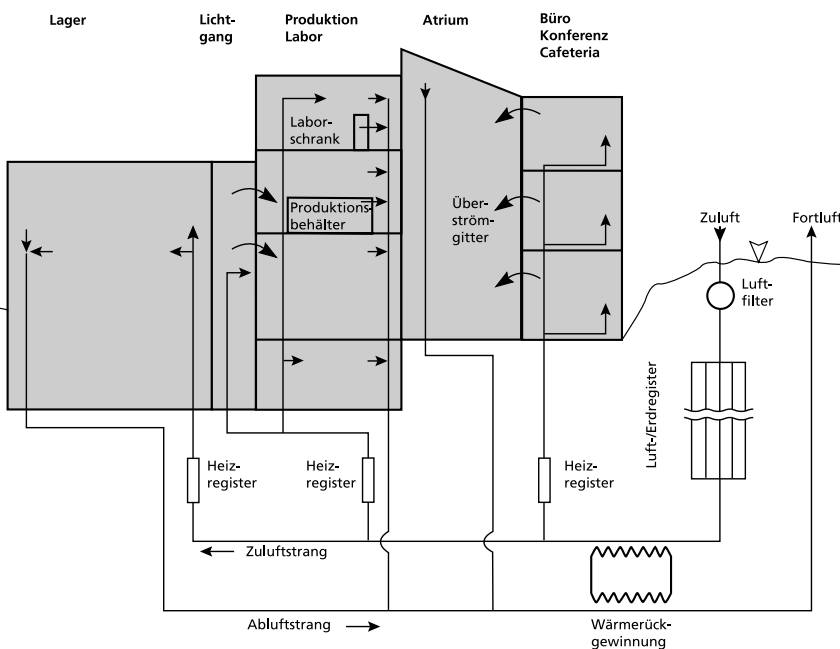 Lager
Licht-
gang
Produktion
Labor
Atrium
Büro
Konferenz
Cafeteria
Labor-
schrank
Produktions-
behälter
Über-
ström-
gitter
Zuluft
Fortluft
Luft-
filter
Luft-/Erdregister
Heiz-
register
Heiz-
register
Heiz-
register
Zuluftstrang
Abluftstrang
Wärmerück-
gewinnung